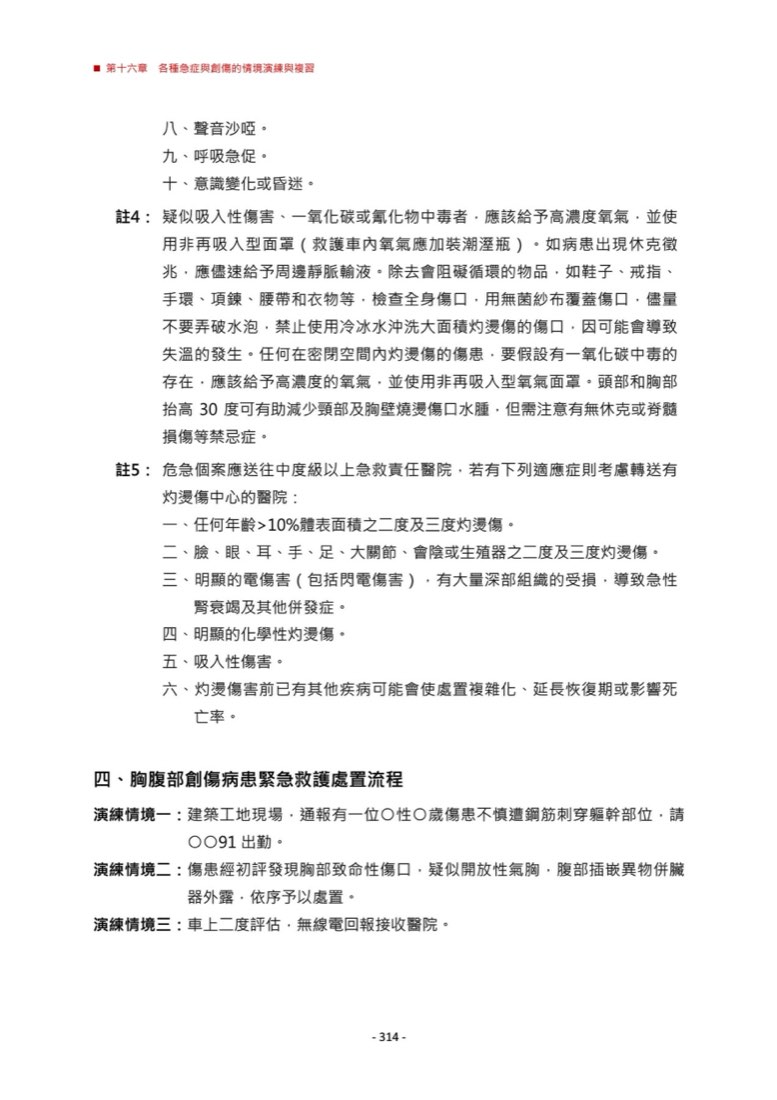 ■ 第十六章　各種急症與創傷的情境演練與複習
八、聲音沙啞。
九、呼吸急促。
十、意識變化或昏迷。
註4：疑似吸入性傷害、一氧化碳或氰化物中毒者，應該給予高濃度氧氣，並使
用非再吸入型面罩（救護車內氧氣應加裝潮溼瓶）。如病患出現休克徵
兆，應儘速給予周邊靜脈輸液。除去會阻礙循環的物品，如鞋子、戒指、
手環、項鍊、腰帶和衣物等，檢查全身傷口，用無菌紗布覆蓋傷口，儘量
不要弄破水泡，禁止使用冷冰水沖洗大面積灼燙傷的傷口，因可能會導致
失溫的發生。任何在密閉空間內灼燙傷的傷患，要假設有一氧化碳中毒的
存在，應該給予高濃度的氧氣，並使用非再吸入型氧氣面罩。頭部和胸部
抬高 30 度可有助減少頸部及胸壁燒燙傷口水腫，但需注意有無休克或脊髓
損傷等禁忌症。
註5：危急個案應送往中度級以上急救責任醫院，若有下列適應症則考慮轉送有
灼燙傷中心的醫院：
一、任何年齡>10%體表面積之二度及三度灼燙傷。
二、臉、眼、耳、手、足、大關節、會陰或生殖器之二度及三度灼燙傷。
三、明顯的電傷害（包括閃電傷害），有大量深部組織的受損，導致急性
腎衰竭及其他併發症。
四、明顯的化學性灼燙傷。
五、吸入性傷害。
六、灼燙傷害前已有其他疾病可能會使處置複雜化、延長恢復期或影響死
亡率。
四、胸腹部創傷病患緊急救護處置流程
演練情境一：建築工地現場，通報有一位○性○歲傷患不慎遭鋼筋刺穿軀幹部位，請
○○91 出勤。
演練情境二：傷患經初評發現胸部致命性傷口，疑似開放性氣胸，腹部插嵌異物併臟
器外露，依序予以處置。
演練情境三：車上二度評估，無線電回報接收醫院。
- 314 -